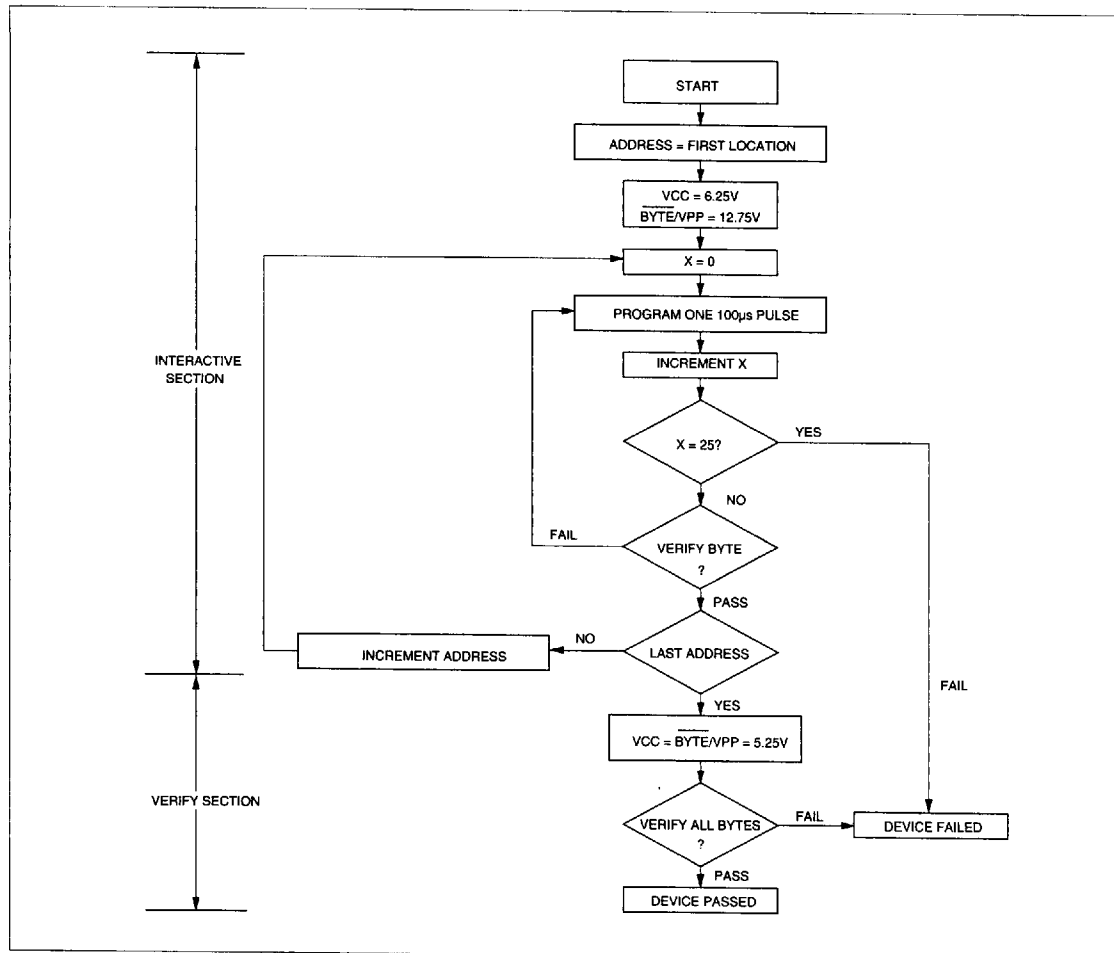 START
ADDRESS = FIRST LOCATION
VCC = 6.25V
BYTE/VPP = 12.75V
X = 0
PROGRAM ONE 100µs PULSE
INTERACTIVE
SECTION
INCREMENT X
X = 25?
YES
NO
FAIL
VERIFY BYTE
?
PASS
NO
INCREMENT ADDRESS
LAST ADDRESS
FAIL
YES
VCC = BYTE/VPP = 5.25V
VERIFY SECTION
VERIFY ALL BYTES
?
FAIL
DEVICE FAILED
PASS
DEVICE PASSED